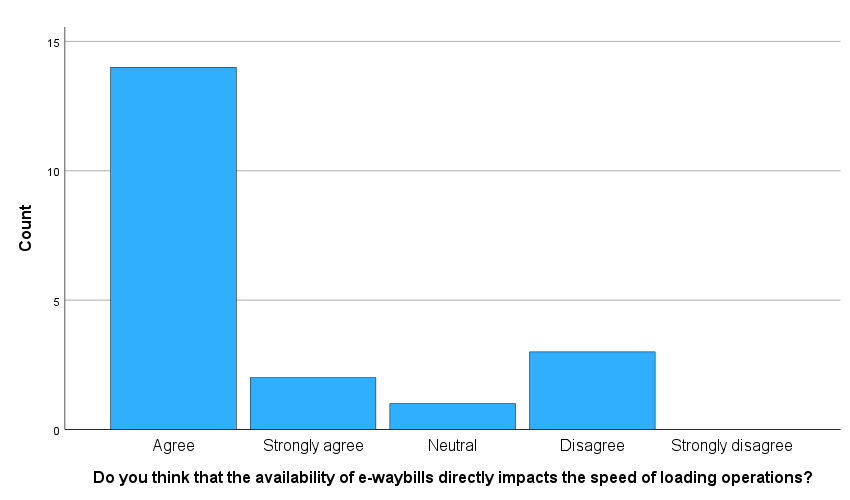 15
10
5
0
Count
Agree
Strongly agree
Neutral
Disagree
Strongly disagree
Do you think that the availability of e-waybills directly impacts the speed of loading operations?